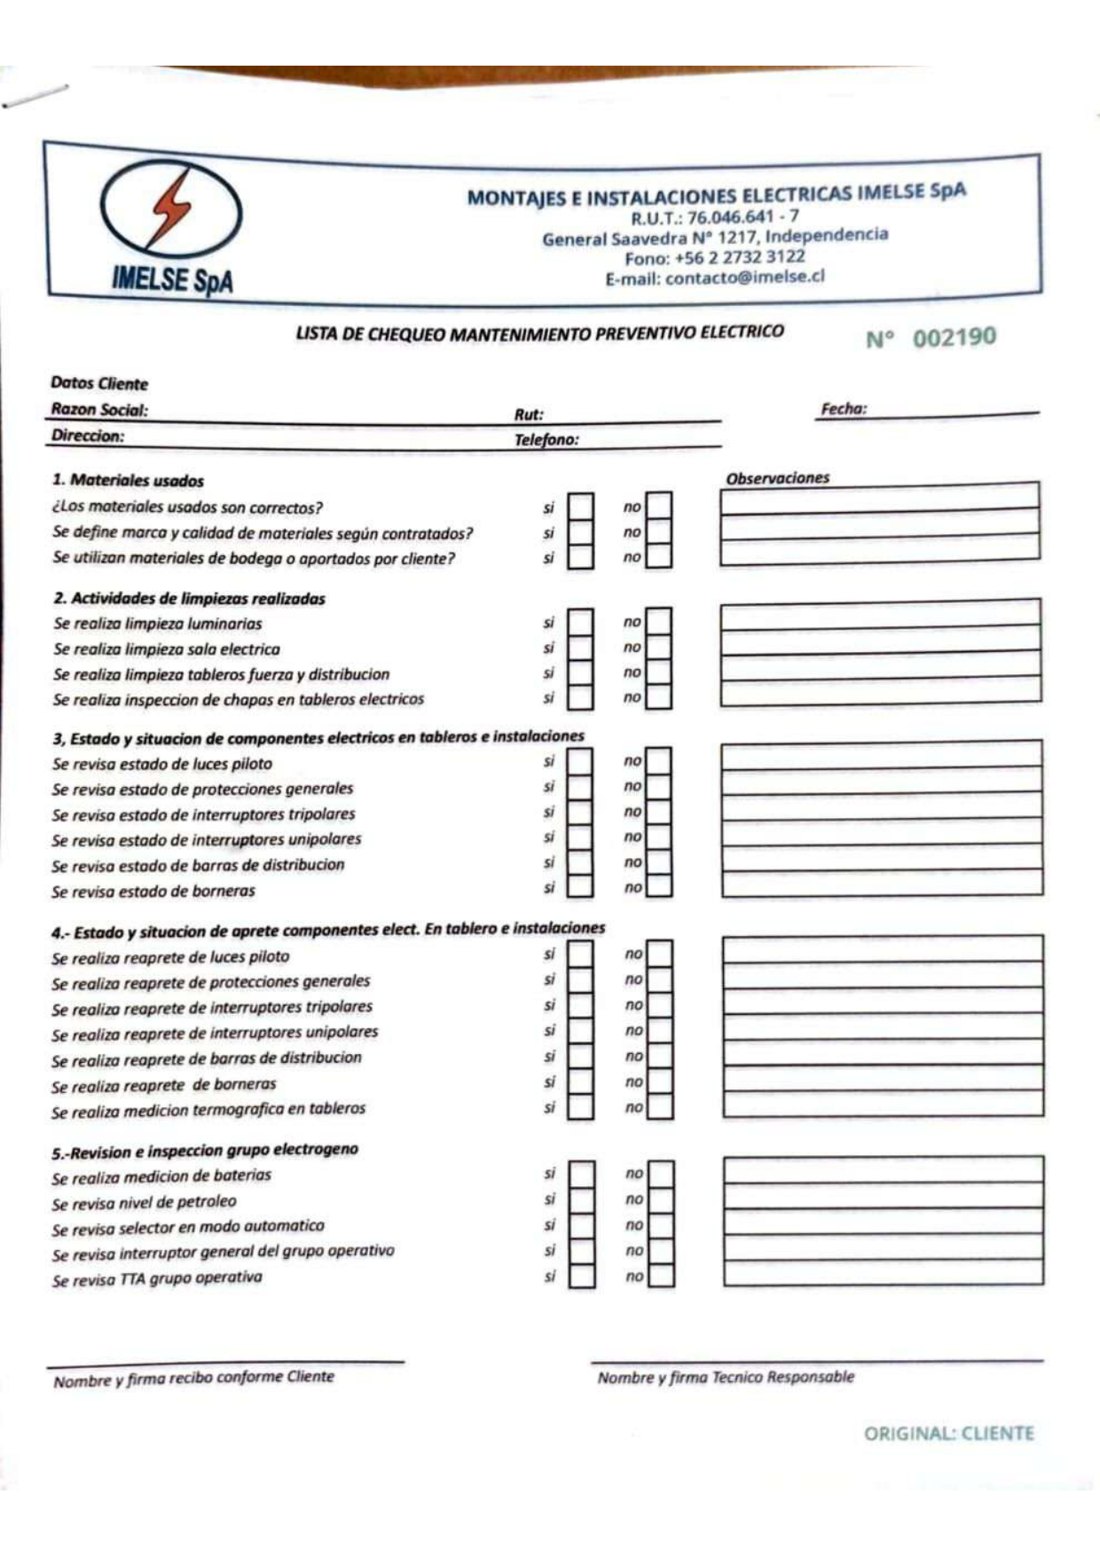 IMELSE SpA
MONTAJES E INSTALACIONES ELECTRICAS IMELSE SpA
R.U.T.: 76.046.641 - 7
General Saavedra N° 1217, Independencia
Fono: +56 2 2732 3122
E-mail: contacto@imelse.cl
LISTA DE CHEQUEO MANTENIMIENTO PREVENTIVO ELECTRICO N° 002190
Datos Cliente
Razon Social: Rut: Fecha:
Direccion: Telefono:
1. Materiales usados Observaciones
¿Los materiales usados son correctos? si no
Se define marca y calidad de materiales según contratados? si no
Se utilizan materiales de bodega o aportados por cliente? si no
2. Actividades de limpiezas realizadas
Se realiza limpieza luminarias si no
Se realiza limpieza sala electrica si no
Se realiza limpieza tableros fuerza y distribucion si no
Se realiza inspeccion de chapas en tableros electricos si no
3, Estado y situacion de componentes electricos en tableros e instalaciones
Se revisa estado de luces piloto si no
Se revisa estado de protecciones generales si no
Se revisa estado de interruptores tripolares si no
Se revisa estado de interruptores unipolares si no
Se revisa estado de barras de distribucion si no
Se revisa estado de borneras si no
4.- Estado y situacion de aprete componentes elect. En tablero e instalaciones
Se realiza reaprete de luces piloto si no
Se realiza reaprete de protecciones generales si no
Se realiza reaprete de interruptores tripolares si no
Se realiza reaprete de interruptores unipolares si no
Se realiza reaprete de barras de distribucion si no
Se realiza reaprete de borneras si no
Se realiza medicion termografica en tableros si no
5.-Revision e inspeccion grupo electrogeno
Se realiza medicion de baterias si no
Se revisa nivel de petroleo si no
Se revisa selector en modo automatico si no
Se revisa interruptor general del grupo operativo si no
Se revisa TTA grupo operativa si no
Nombre y firma recibo conforme Cliente Nombre y firma Tecnico Responsable
ORIGINAL: CLIENTE